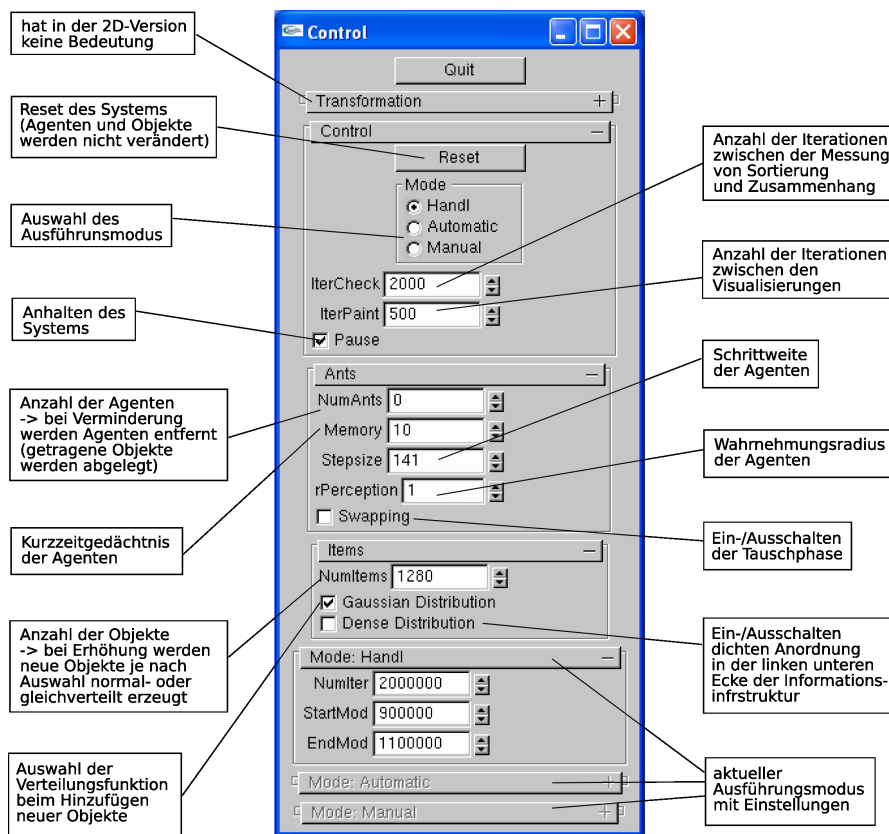 hat in der 2D-Version
keine Bedeutung
Reset des Systems
(Agenten und Objekte
werden nicht verändert)
Auswahl des
Ausführunsmodus
Anhalten des
Systems
Anzahl der Agenten
-> bei Verminderung
werden Agenten entfernt
(getragene Objekte
werden abgelegt)
Kurzzeitgedächtnis
der Agenten
Anzahl der Objekte
-> bei Erhöhung werden
neue Objekte je nach
Auswahl normal- oder
gleichverteilt erzeugt
Auswahl der
Verteilungsfunktion
beim Hinzufügen
neuer Objekte
Control
Quit
Transformation
Control
Reset
Mode
Handl
Automatic
Manual
IterCheck 2000
IterPaint 500
Pause
Ants
NumAnts 0
Memory 10
Stepsize 141
rPerception 1
Swapping
Items
NumItems 1280
Gaussian Distribution
Dense Distribution
Mode: Handl
NumIter 2000000
StartMod 900000
EndMod 1100000
Mode: Automatic
Mode: Manual
Anzahl der Iterationen
zwischen der Messung
von Sortierung
und Zusammenhang
Anzahl der Iterationen
zwischen den
Visualisierungen
Schrittweite
der Agenten
Wahrnehmungsradius
der Agenten
Ein-/Ausschalten
der Tauschphase
Ein-/Ausschalten
dichten Anordnung
in der linken unteren
Ecke der Informations-
infrstruktur
aktueller
Ausführungsmodus
mit Einstellungen